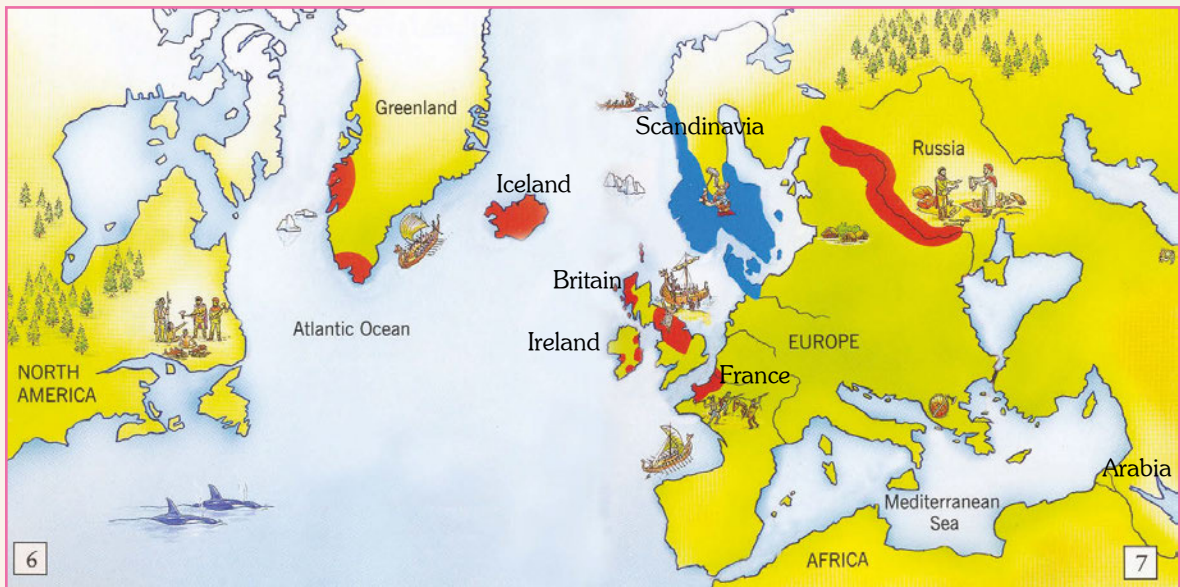 Greenland
Scandinavia
Russia
Iceland
Britain
Atlantic Ocean
Ireland
EUROPE
NORTH
AMERICA
France
Arabia
Mediterranean
Sea
AFRICA
6
7